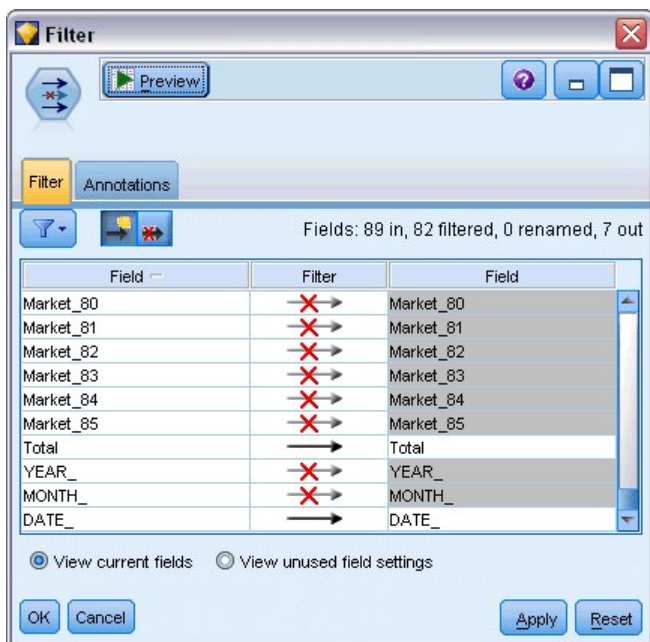 Filter
Preview
Filter Annotations
Fields: 89 in, 82 filtered, 0 renamed, 7 out
Field Filter Field
Market_80 Market_80
Market_81 Market_81
Market_82 Market_82
Market_83 Market_83
Market_84 Market_84
Market_85 Market_85
Total Total
YEAR_ YEAR_
MONTH_ MONTH_
DATE_ DATE_
View current fields View unused field settings
OK Cancel Apply Reset